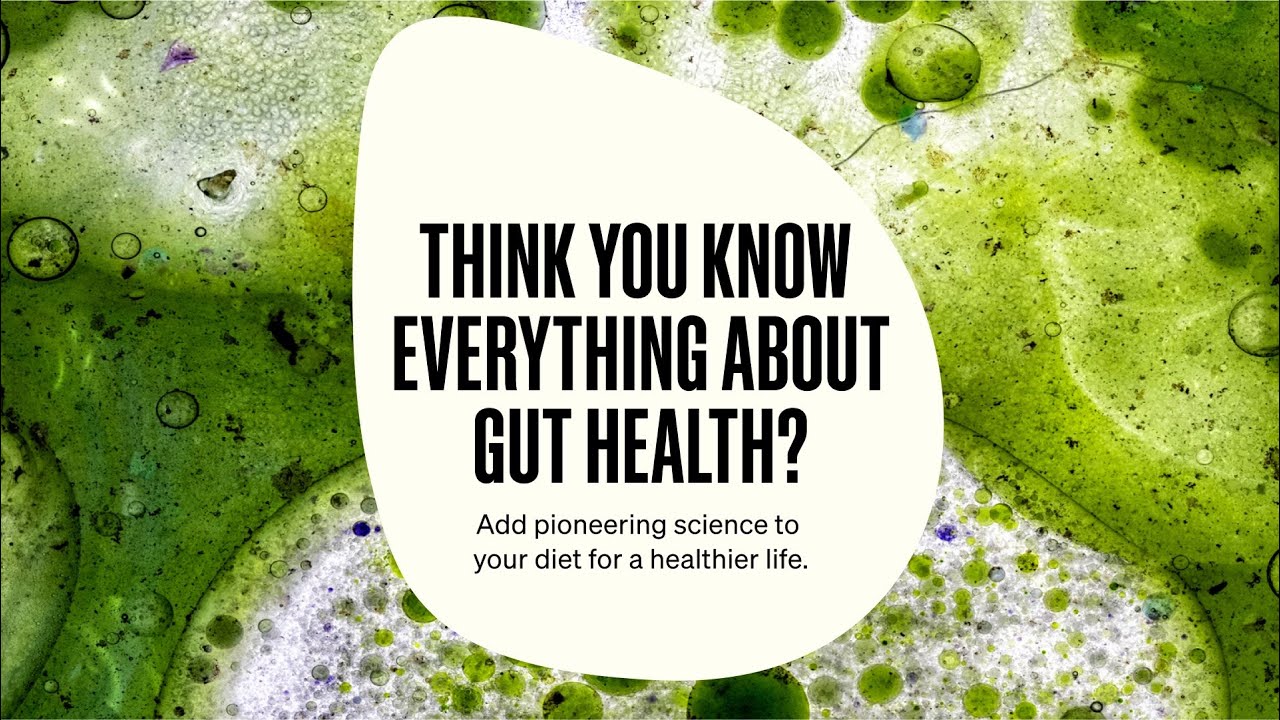 THINK YOU KNOW
EVERYTHING ABOUT
GUT HEALTH?
Add pioneering science to
your diet for a healthier life.